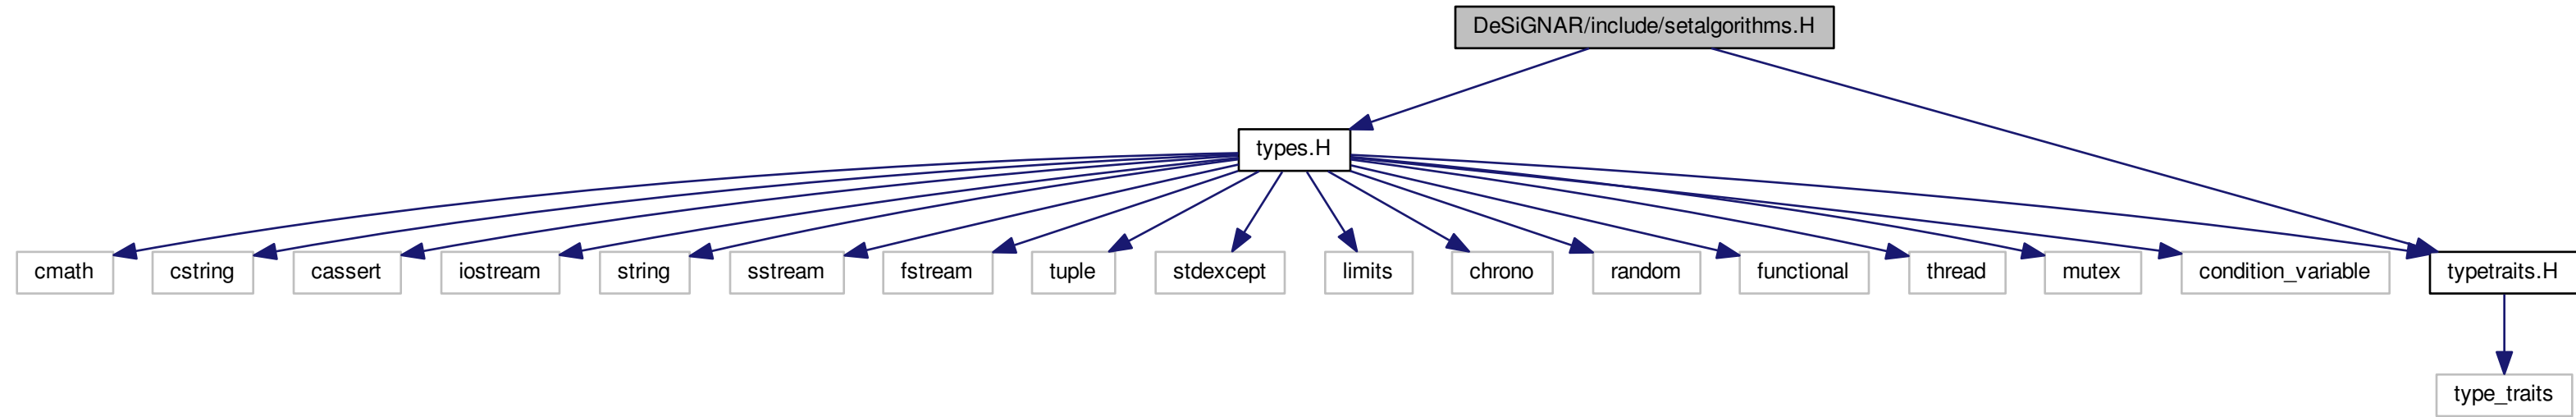 DeSiGNAR/include/setalgorithms.H
types.H
cmath
cstring
cassert
iostream
string
sstream
fstream
tuple
stdexcept
limits
chrono
random
functional
thread
mutex
condition_variable
typetraits.H
type_traits